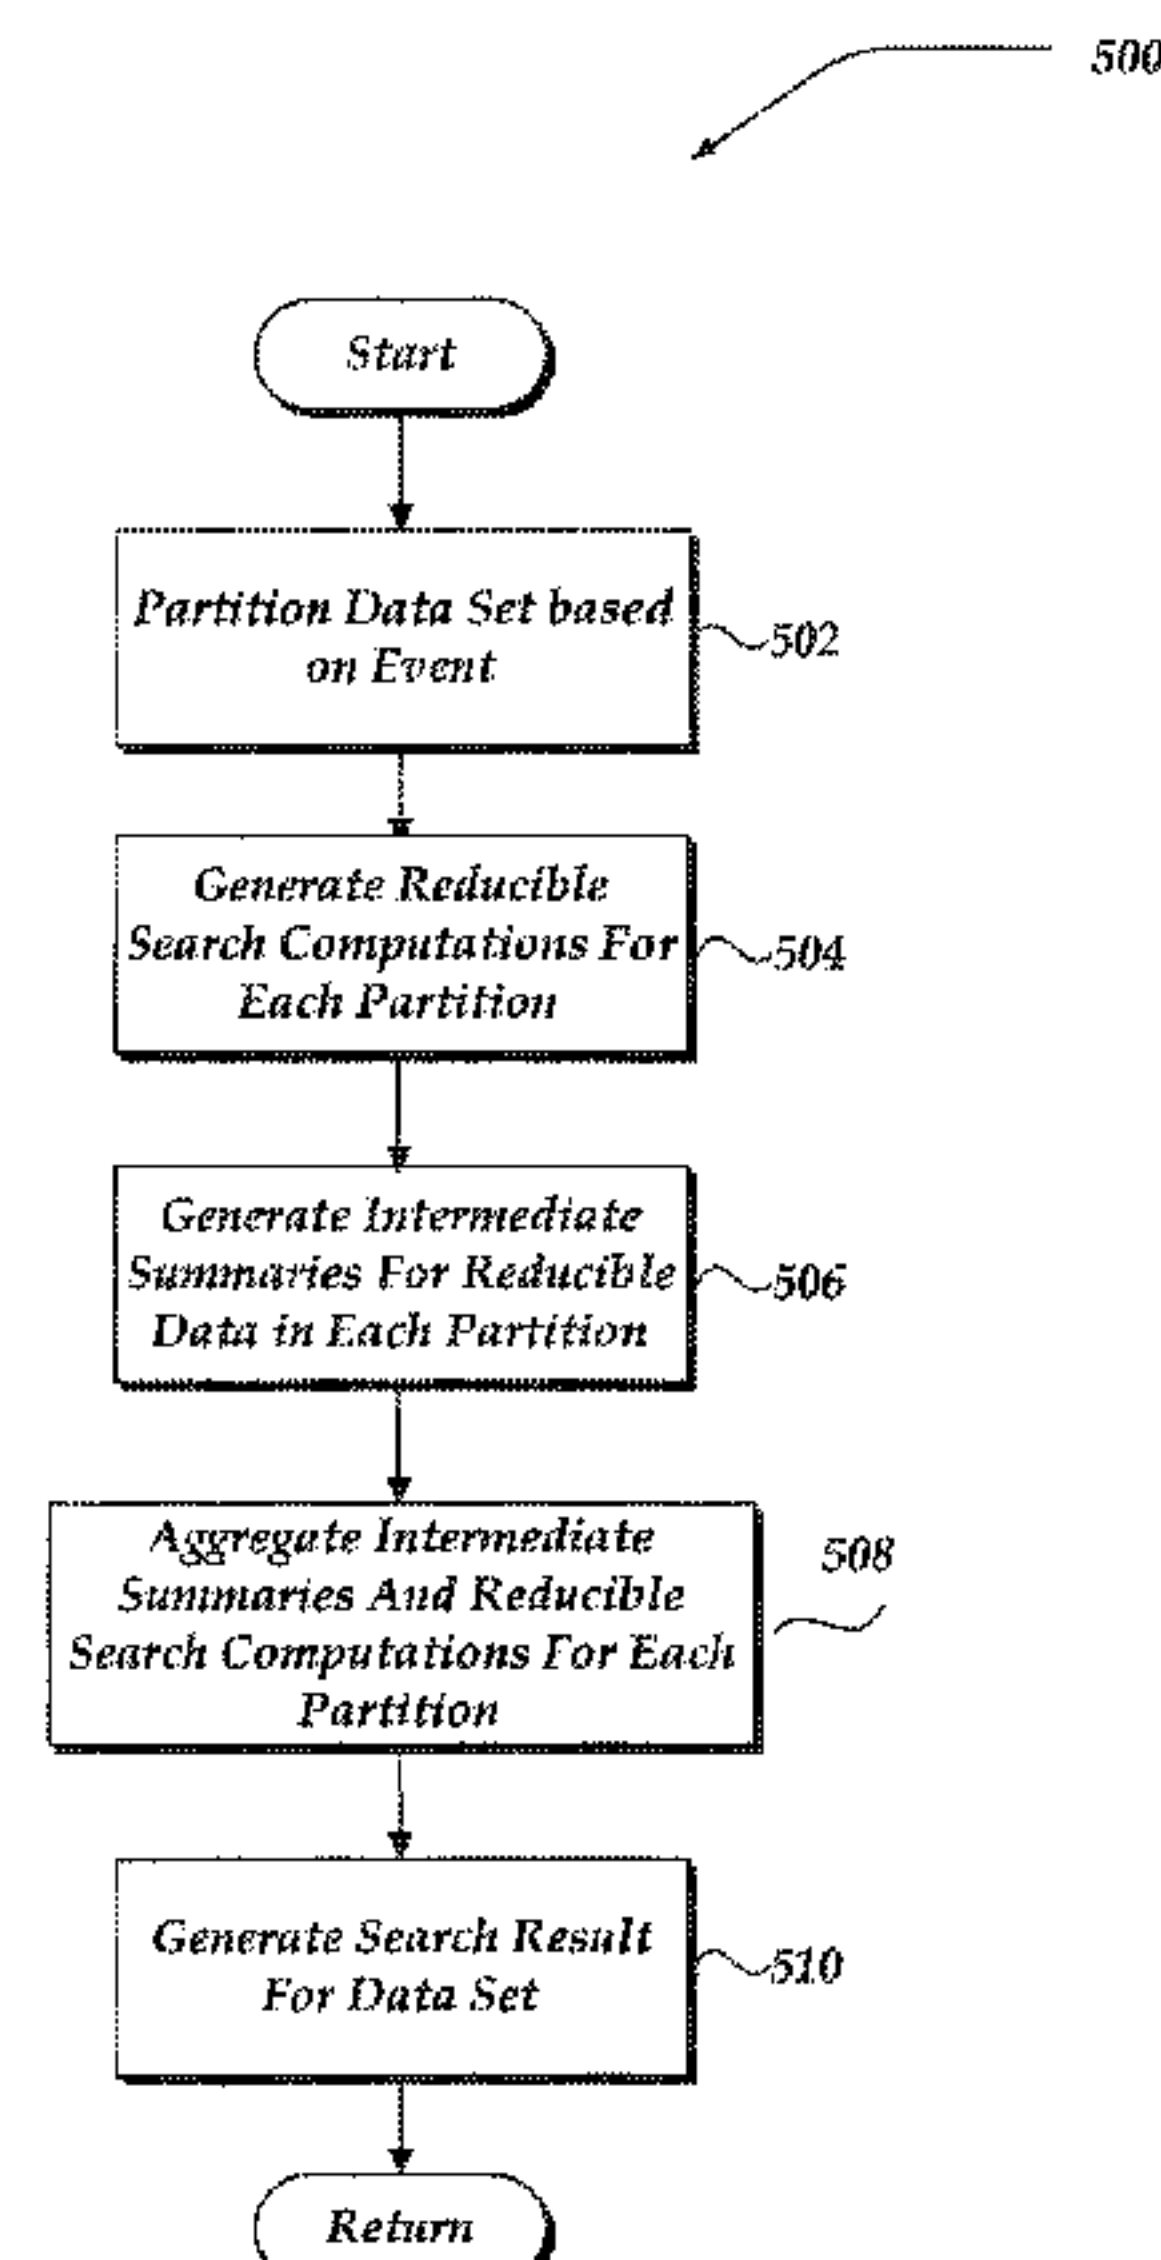 500
Start
Partition Data Set based
on Event
502
Generate Reducible
Search Computations For
Each Partition
504
Generate Intermediate
Summaries For Reducible
Data in Each Partition
506
Aggregate Intermediate
Summaries And Reducible
Search Computations For Each
Partition
508
Generate Search Result
For Data Set
510
Return